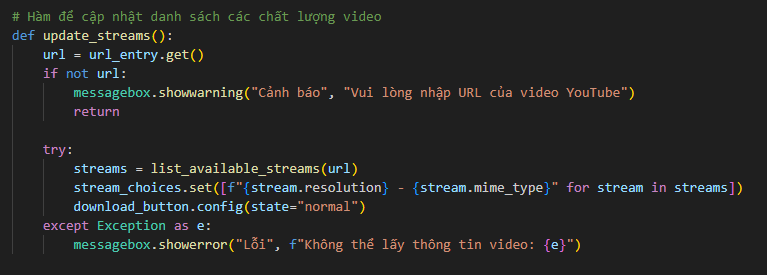 # Hàm để cập nhật danh sách các chất lượng video
def update_streams():
    url = url_entry.get()
    if not url:
        messagebox.showwarning("Cảnh báo", "Vui lòng nhập URL của video YouTube")
        return

    try:
        streams = list_available_streams(url)
        stream_choices.set([f"{stream.resolution} - {stream.mime_type}" for stream in streams])
        download_button.config(state="normal")
    except Exception as e:
        messagebox.showerror("Lỗi", f"Không thể lấy thông tin video: {e}")